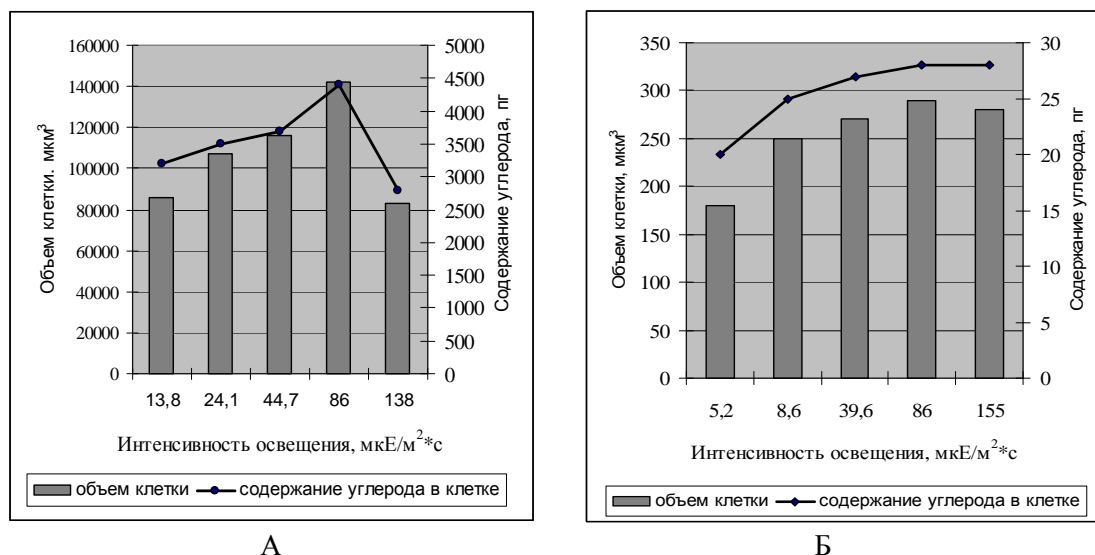 160000
140000
120000
100000
80000
60000
40000
20000
0
Объем клетки. мкм³
5000
4500
4000
3500
3000
2500
2000
1500
1000
500
0
Содержание углерода, пг
13,8 24,1 44,7 86 138
Интенсивность освещения, мкЕ/м²*с
объем клетки содержание углерода в клетке
А
350
300
250
200
150
100
50
0
Объем клетки, мкм³
30
25
20
15
10
5
0
Содержание углерода, пг
5,2 8,6 39,6 86 155
Интенсивность освещения, мкЕ/м²*с
объем клетки содержание углерода в клетке
Б